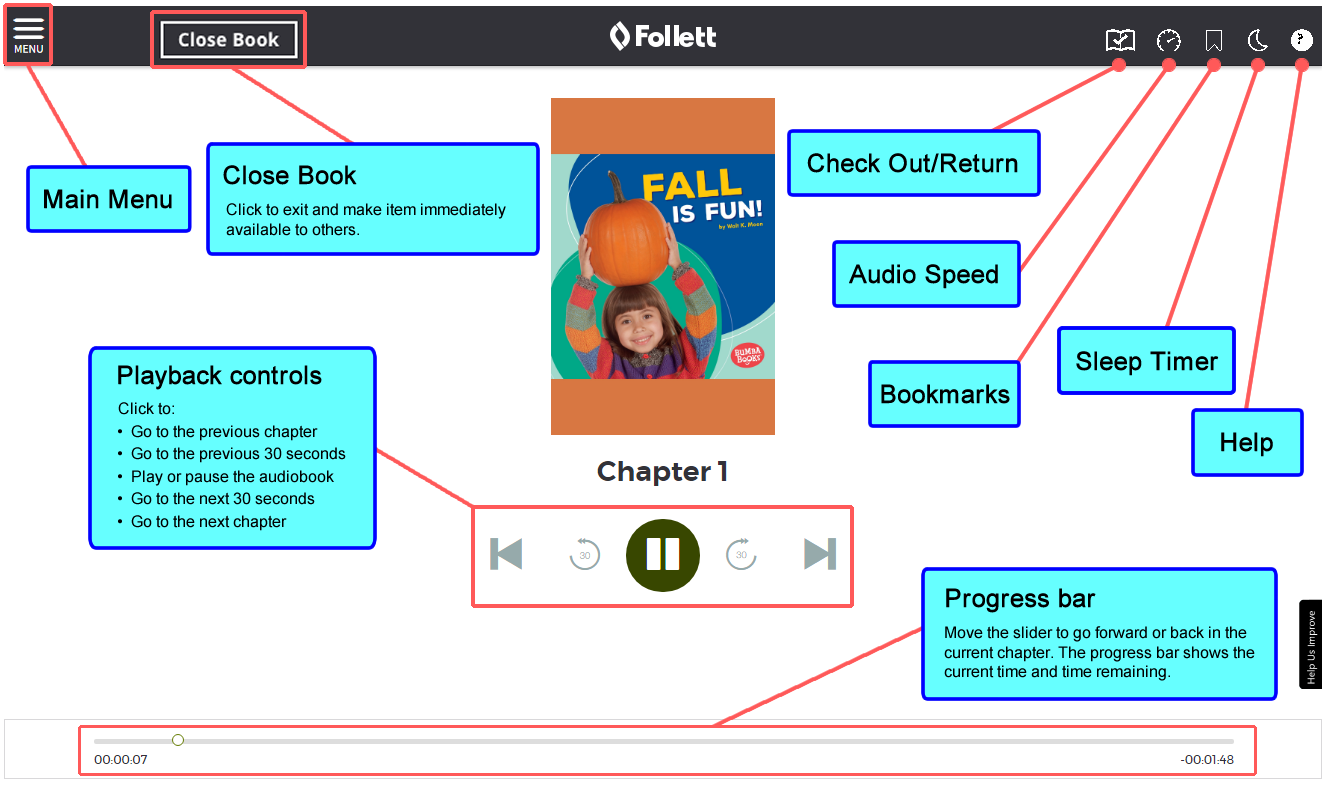 MENU
Close Book
Follett
?
Main Menu
Close Book
Click to exit and make item immediately
available to others.
Check Out/Return
FALL
IS FUN!
by Walt K. Moon
BUMBA
BOOKS
Audio Speed
Sleep Timer
Bookmarks
Help
Playback controls
Click to:
• Go to the previous chapter
• Go to the previous 30 seconds
• Play or pause the audiobook
• Go to the next 30 seconds
• Go to the next chapter
Chapter 1
30
30
Progress bar
Move the slider to go forward or back in the
current chapter. The progress bar shows the
current time and time remaining.
Help Us Improve
00:00:07
-00:01:48